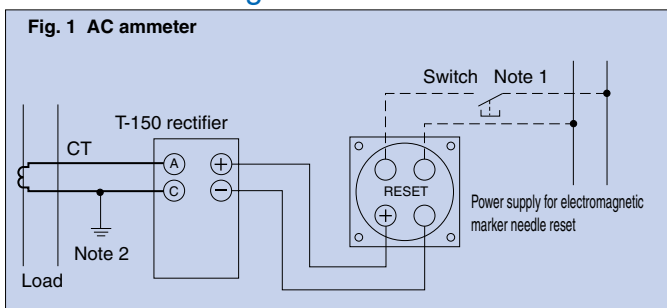 Fig. 1 AC ammeter
Switch Note 1
T-150 rectifier
CT
A
+
C
−
RESET
+
Power supply for electromagnetic
marker needle reset
Note 2
Load